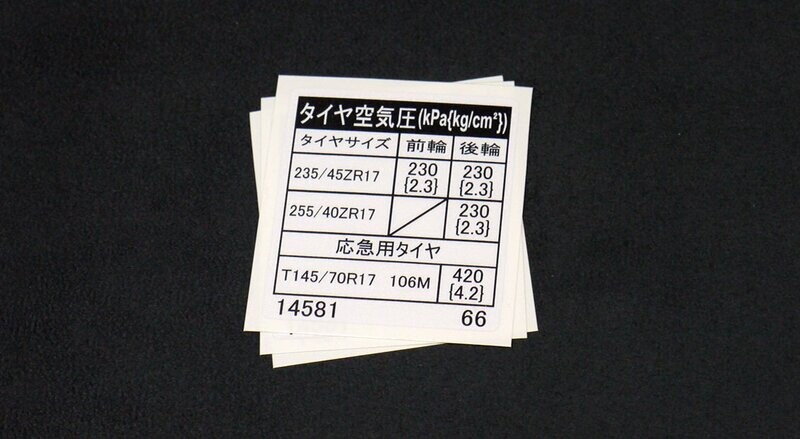 タイヤ空気圧(kPa{kg/cm²})
タイヤサイズ 前輪 後輪
235/45ZR17 230 {2.3} 230 {2.3}
255/40ZR17 230 {2.3}
応急用タイヤ
T145/70R17 106M 420 {4.2}
14581 66